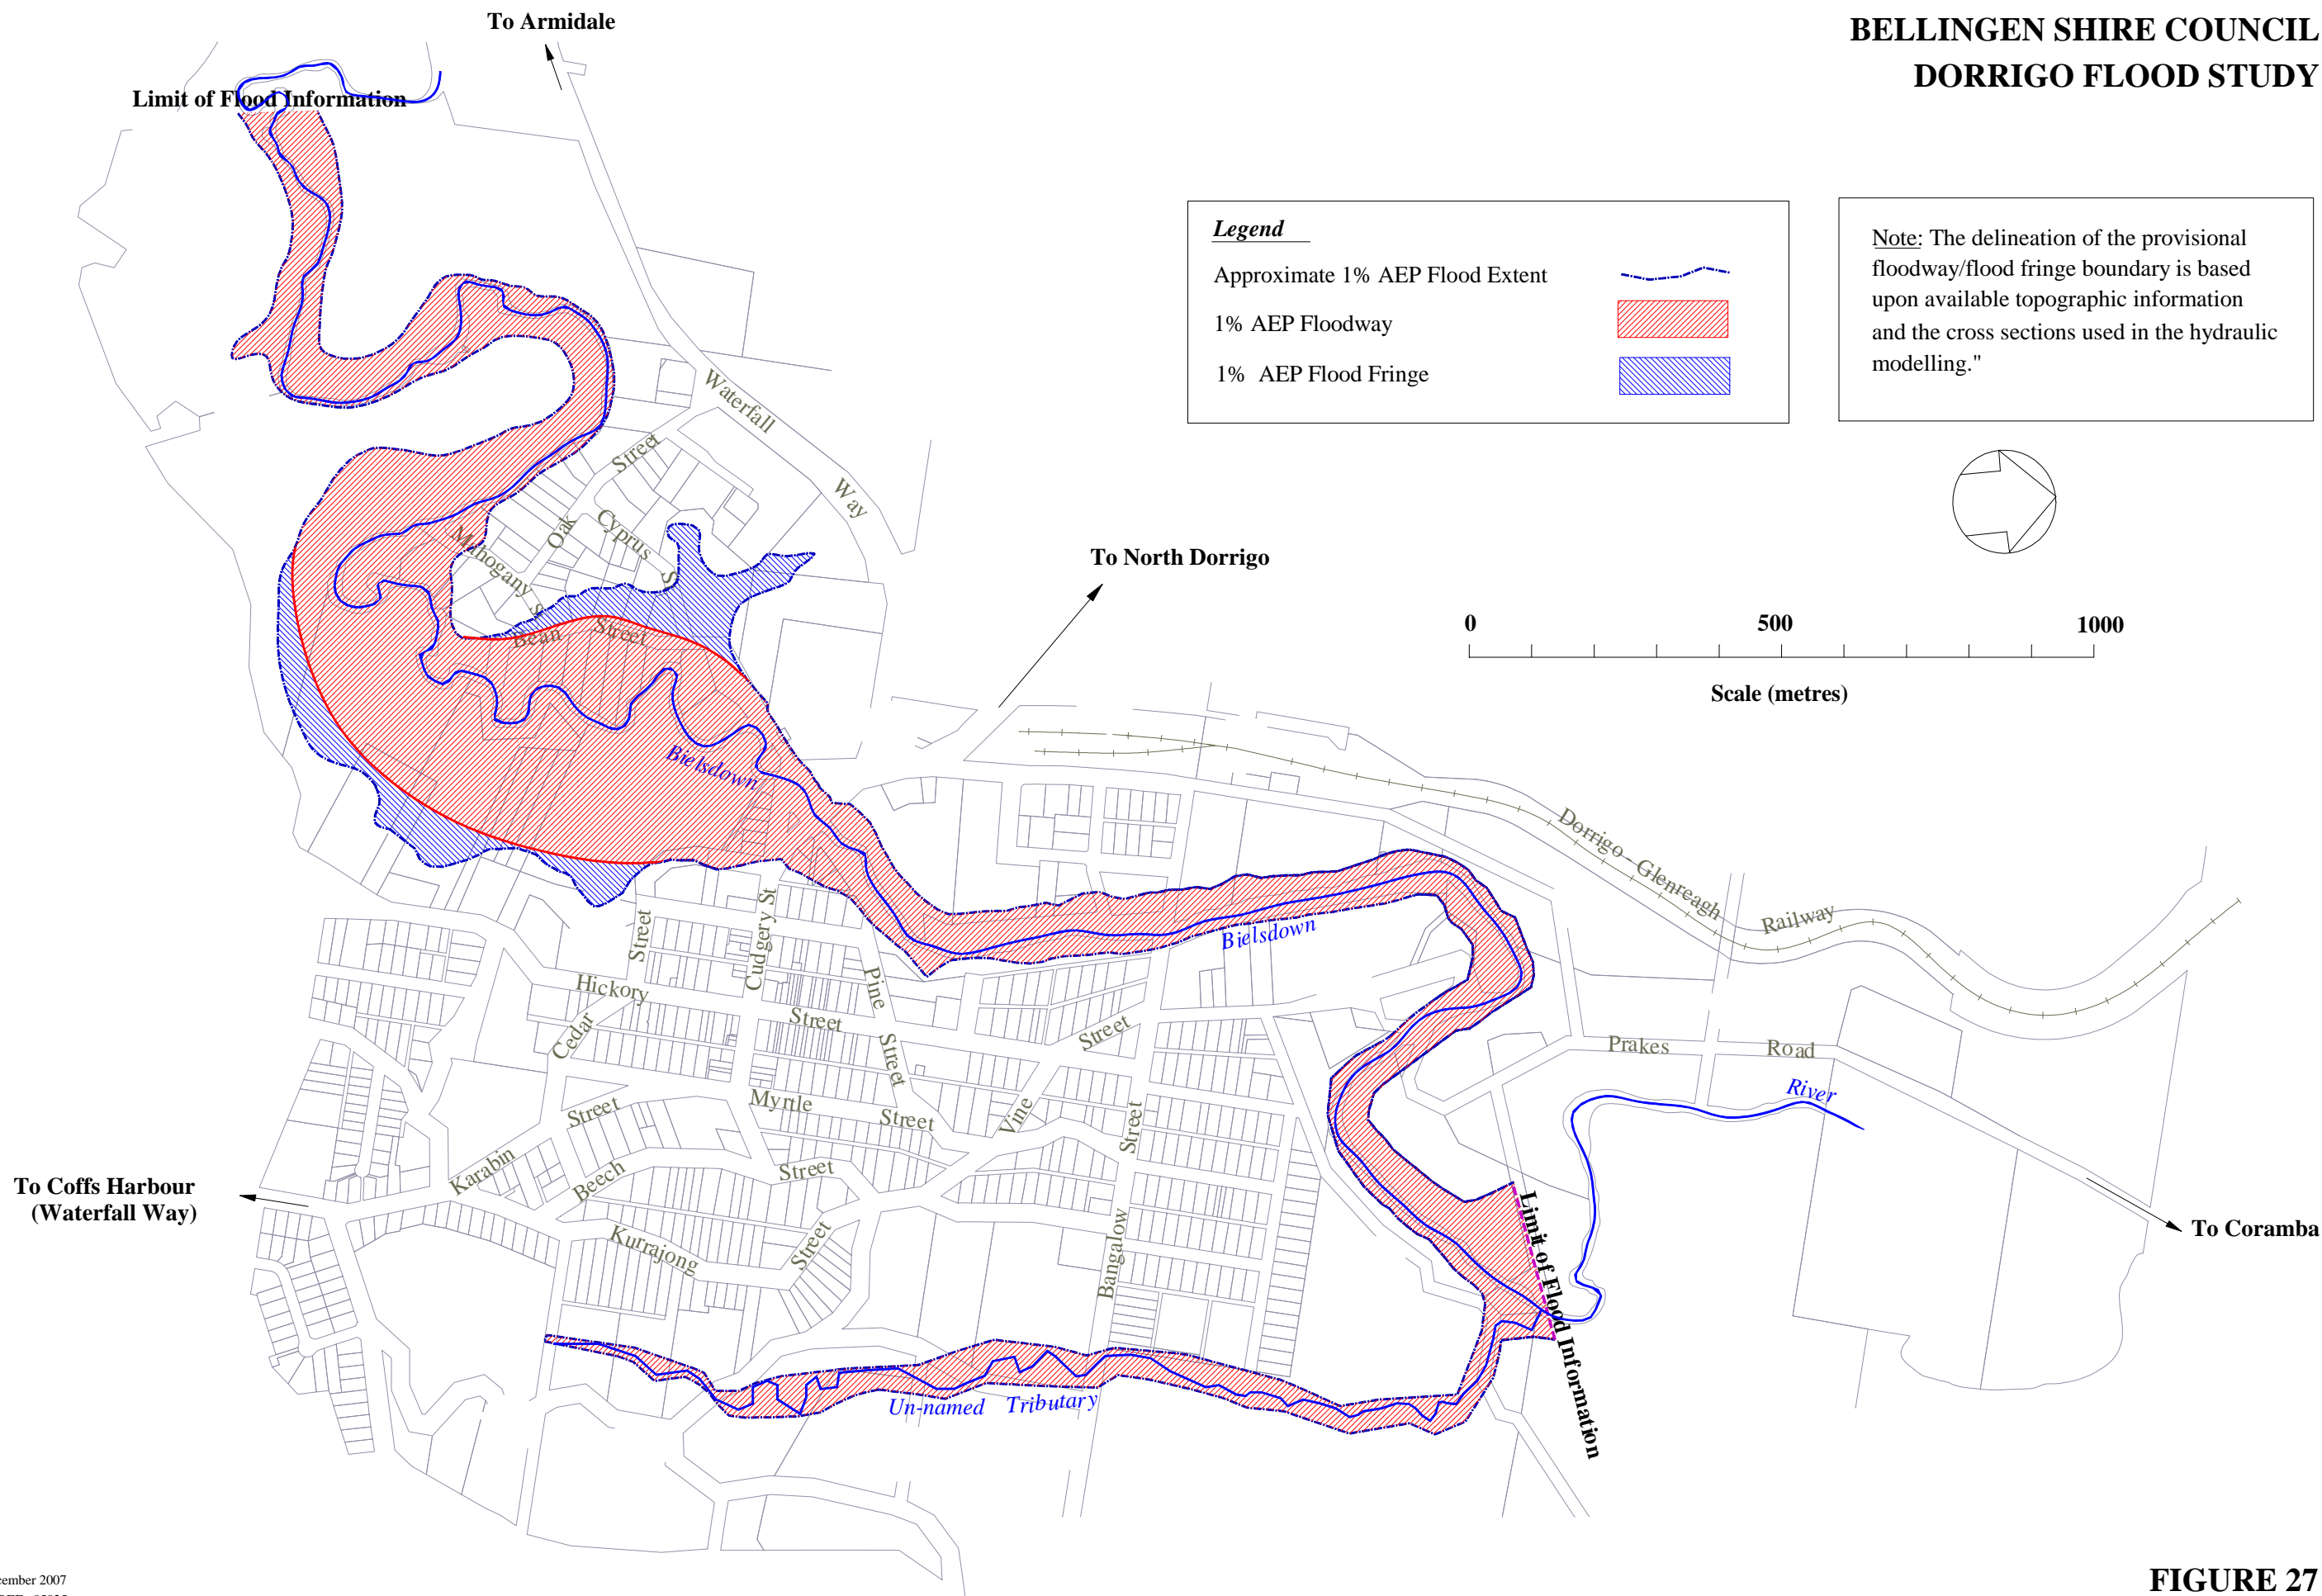 BELLINGEN SHIRE COUNCIL
DORRIGO FLOOD STUDY
To Armidale
Limit of Flood Information
Legend
Approximate 1% AEP Flood Extent
1% AEP Floodway
1% AEP Flood Fringe
Note: The delineation of the provisional
floodway/flood fringe boundary is based
upon available topographic information
and the cross sections used in the hydraulic
modelling."
Waterfall
Way
Street
Oak
Cyprus
St
Mahogany
S
Bean Street
To North Dorrigo
0 500 1000
Scale (metres)
Bielsdown
Dorrigo - Glenreagh
Railway
Bielsdown
Street
Cudgery St
Hickory
Street
Cedar
Pine
Street
Street
Prakes Road
River
Myrtle
Street
Vine
Street
Street
Karabin
Beech
Street
Kurrajong
Street
Bangalow
To Coffs Harbour
(Waterfall Way)
To Coramba
Limit of Flood Information
Un-named Tributary
cember 2007
FIGURE 27